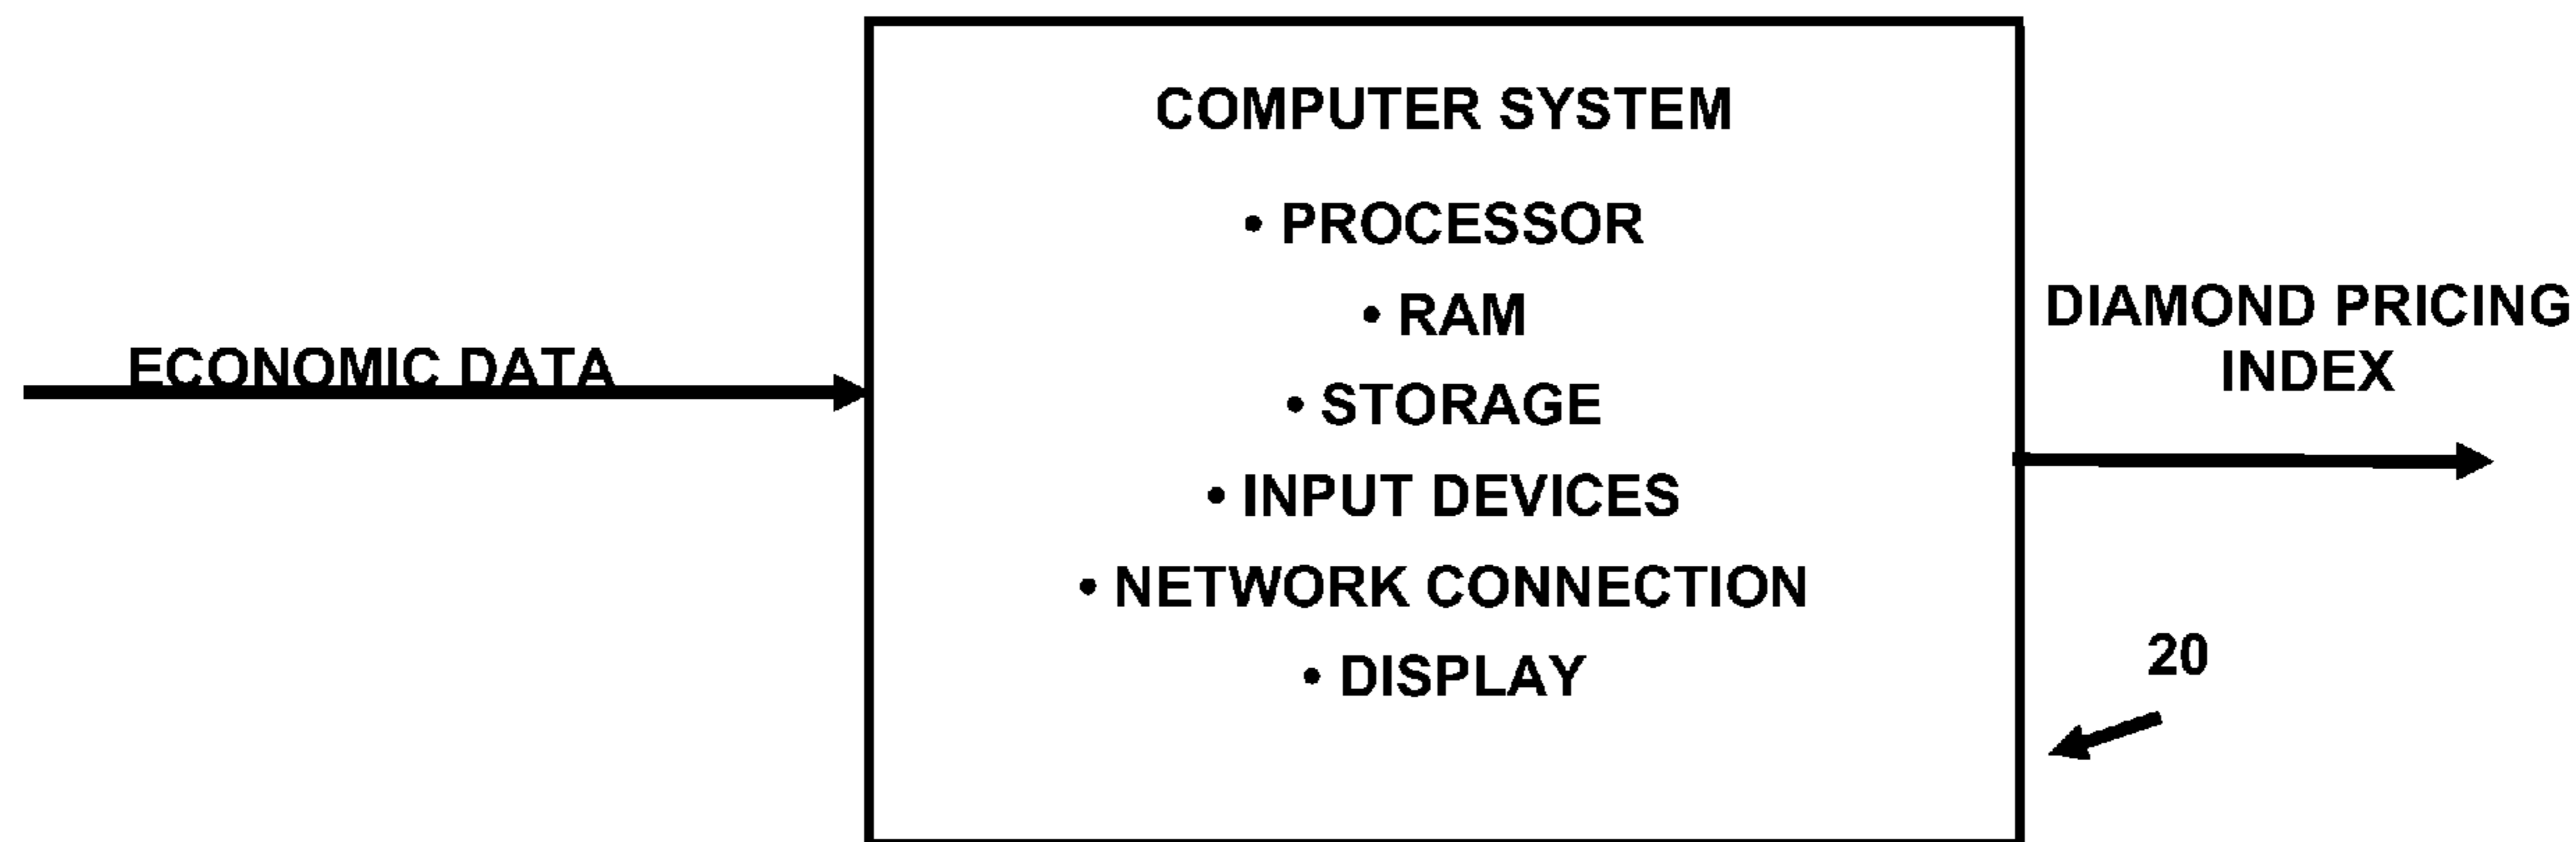 COMPUTER SYSTEM
• PROCESSOR
• RAM
• STORAGE
• INPUT DEVICES
• NETWORK CONNECTION
• DISPLAY
ECONOMIC DATA
DIAMOND PRICING
INDEX
20